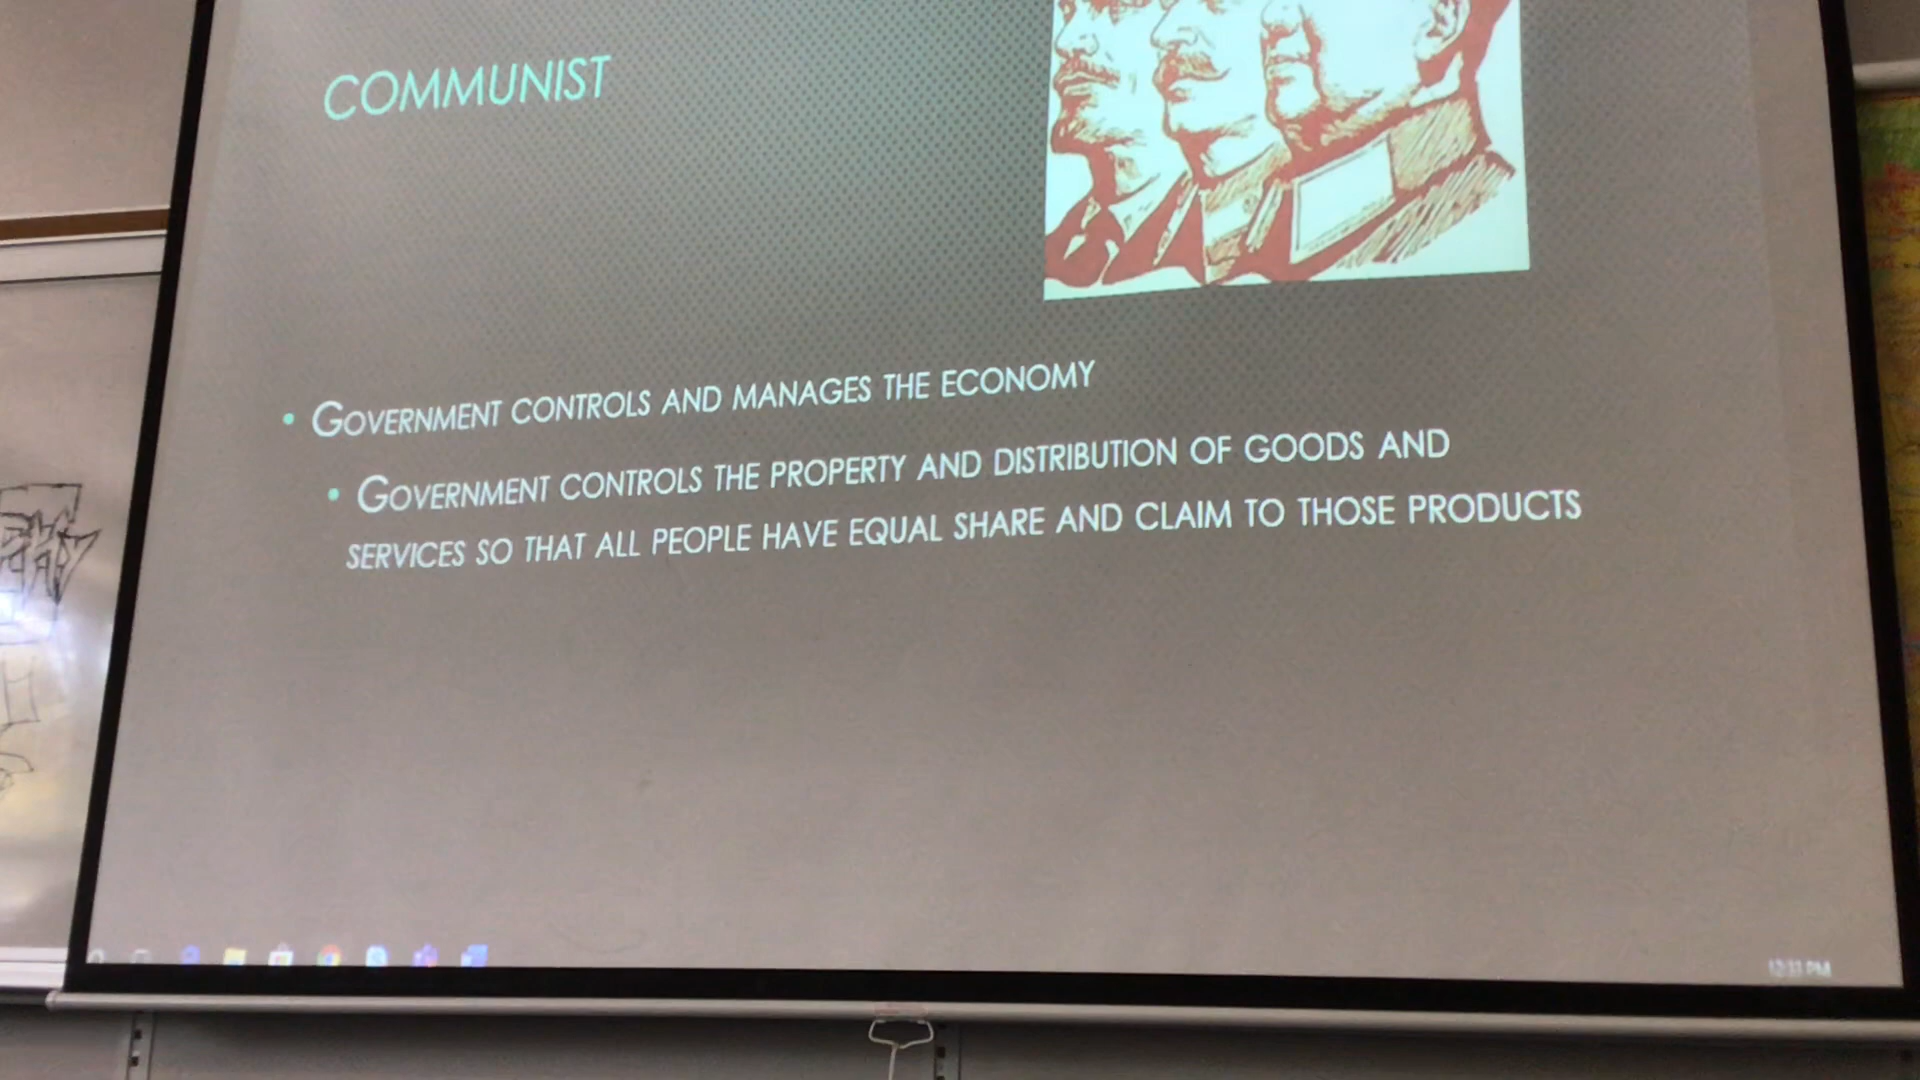 COMMUNIST
• GOVERNMENT CONTROLS AND MANAGES THE ECONOMY
• GOVERNMENT CONTROLS THE PROPERTY AND DISTRIBUTION OF GOODS AND
SERVICES SO THAT ALL PEOPLE HAVE EQUAL SHARE AND CLAIM TO THOSE PRODUCTS